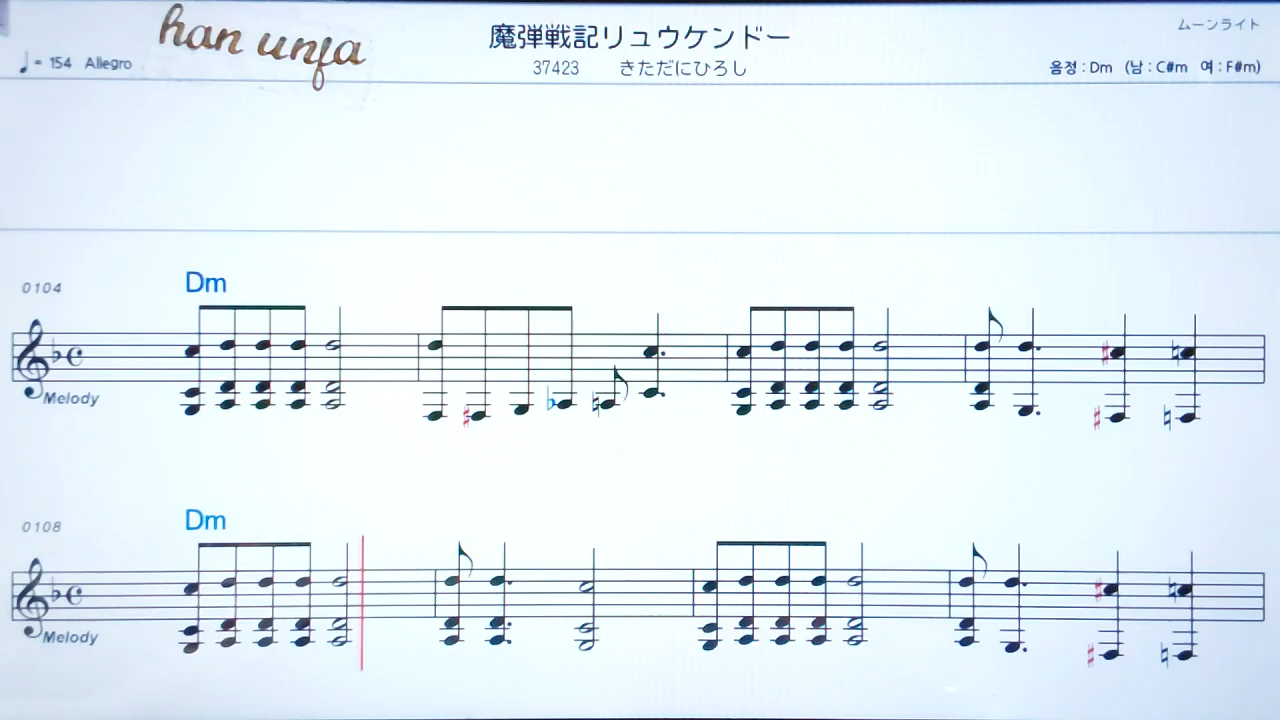 han unfa
魔弾戦記リュウケンドー
ムーンライト
♩= 154 Allegro
37423 きただにひろし
음정 : Dm (남 : C#m 여 : F#m)
Dm
0104
Melody
Dm
0108
Melody